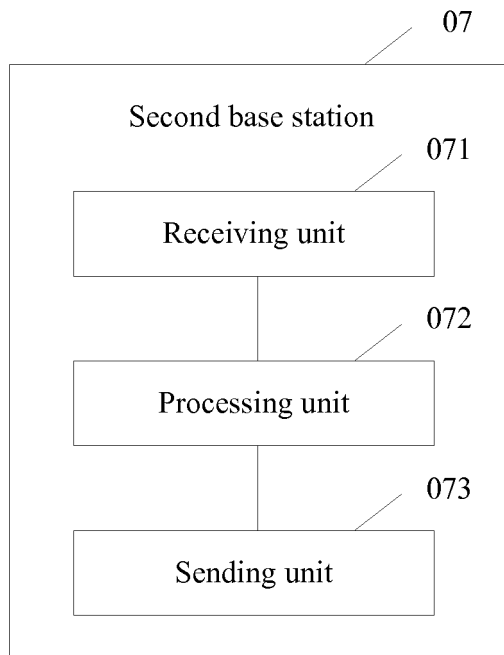 07
Second base station
071
Receiving unit
072
Processing unit
073
Sending unit